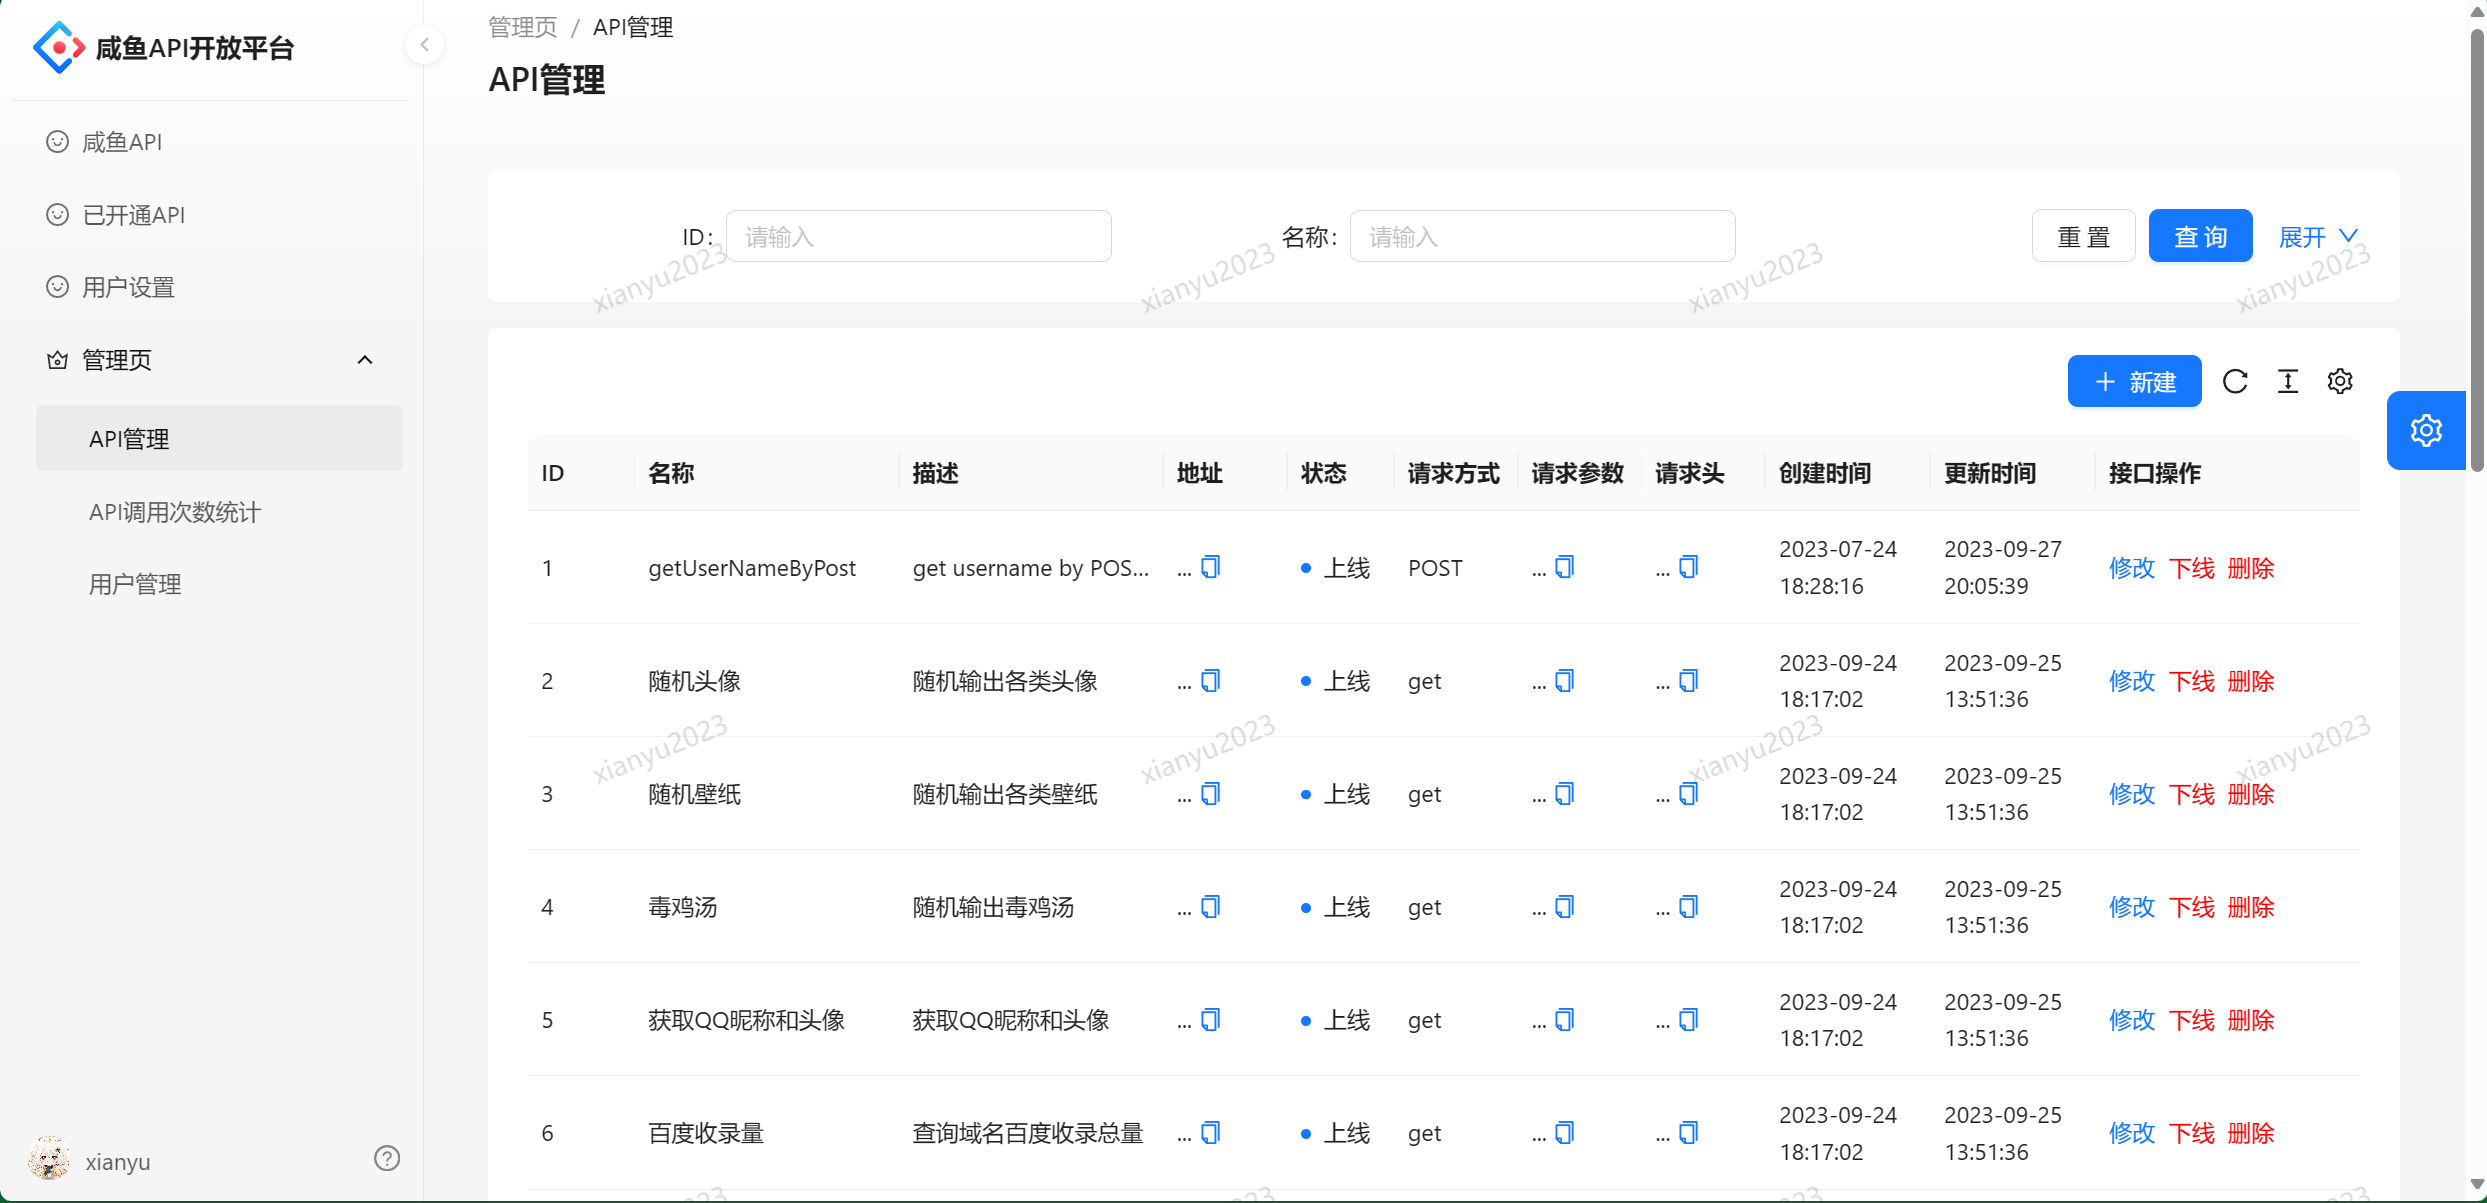 咸鱼API开放平台
咸鱼API
已开通API
用户设置
管理页
API管理
API调用次数统计
用户管理
xianyu
管理页 / API管理
API管理
ID: 请输入 名称: 请输入 重 置 查 询 展开
xianyu2023 xianyu2023 xianyu2023 xianyu2023
新建
ID 名称 描述 地址 状态 请求方式 请求参数 请求头 创建时间 更新时间 接口操作
1 getUserNameByPost get username by POS... ... 上线 POST ... ... 2023-07-24 18:28:16 2023-09-27 20:05:39 修改 下线 删除
2 随机头像 随机输出各类头像 ... 上线 get ... ... 2023-09-24 18:17:02 2023-09-25 13:51:36 修改 下线 删除
xianyu2023 xianyu2023 xianyu2023 xianyu2023
3 随机壁纸 随机输出各类壁纸 ... 上线 get ... ... 2023-09-24 18:17:02 2023-09-25 13:51:36 修改 下线 删除
4 毒鸡汤 随机输出毒鸡汤 ... 上线 get ... ... 2023-09-24 18:17:02 2023-09-25 13:51:36 修改 下线 删除
5 获取QQ昵称和头像 获取QQ昵称和头像 ... 上线 get ... ... 2023-09-24 18:17:02 2023-09-25 13:51:36 修改 下线 删除
6 百度收录量 查询域名百度收录总量 ... 上线 get ... ... 2023-09-24 18:17:02 2023-09-25 13:51:36 修改 下线 删除